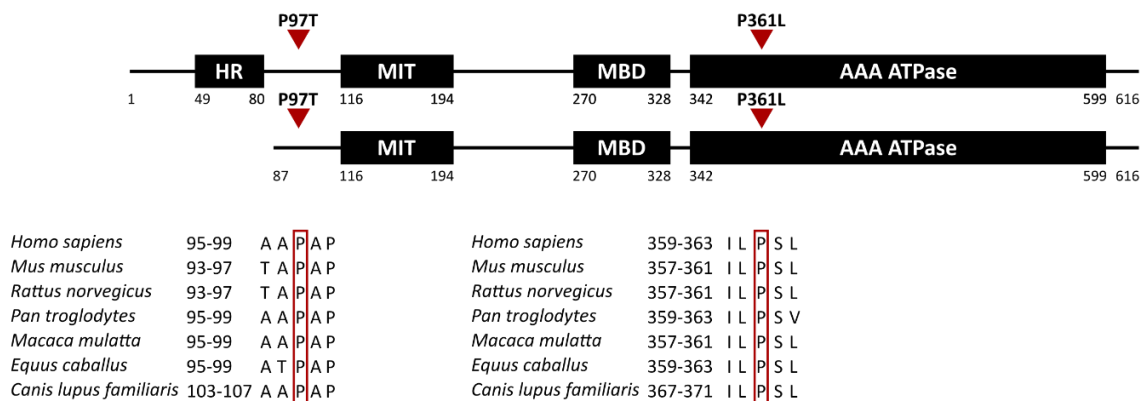 P97T P361L
HR MIT MBD AAA ATPase
1 49 80 116 194 270 328 342 599 616
P97T P361L
MIT MBD AAA ATPase
87 116 194 270 328 342 599 616
Homo sapiens 95-99 A A P A P
Mus musculus 93-97 T A P A P
Rattus norvegicus 93-97 T A P A P
Pan troglodytes 95-99 A A P A P
Macaca mulatta 95-99 A A P A P
Equus caballus 95-99 A T P A P
Canis lupus familiaris 103-107 A A P A P
Homo sapiens 359-363 I L P S L
Mus musculus 357-361 I L P S L
Rattus norvegicus 357-361 I L P S L
Pan troglodytes 359-363 I L P S V
Macaca mulatta 357-361 I L P S L
Equus caballus 359-363 I L P S L
Canis lupus familiaris 367-371 I L P S L